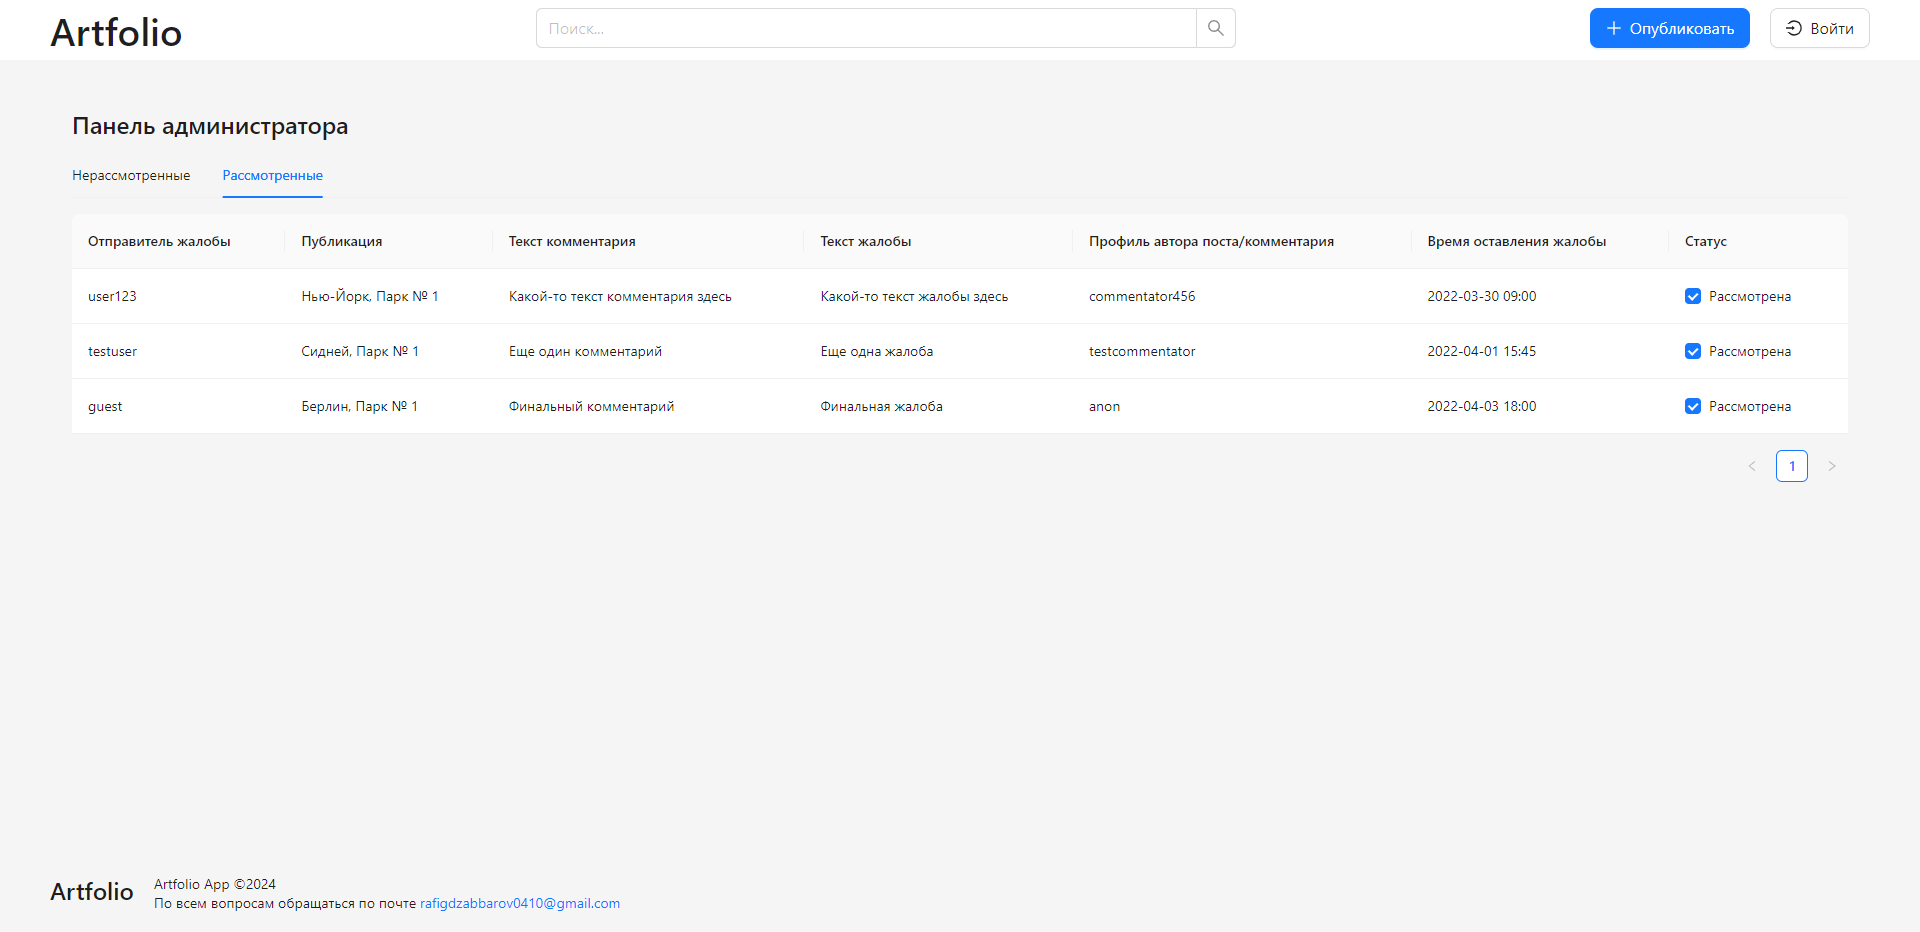 Artfolio
Поиск...
Опубликовать
Войти
Панель администратора
Нерассмотренные Рассмотренные
Отправитель жалобы Публикация Текст комментария Текст жалобы Профиль автора поста/комментария Время оставления жалобы Статус
user123 Нью-Йорк, Парк № 1 Какой-то текст комментария здесь Какой-то текст жалобы здесь commentator456 2022-03-30 09:00 Рассмотрена
testuser Сидней, Парк № 1 Еще один комментарий Еще одна жалоба testcommentator 2022-04-01 15:45 Рассмотрена
guest Берлин, Парк № 1 Финальный комментарий Финальная жалоба anon 2022-04-03 18:00 Рассмотрена
1
Artfolio
Artfolio App ©2024
По всем вопросам обращаться по почте rafigdzabbarov0410@gmail.com